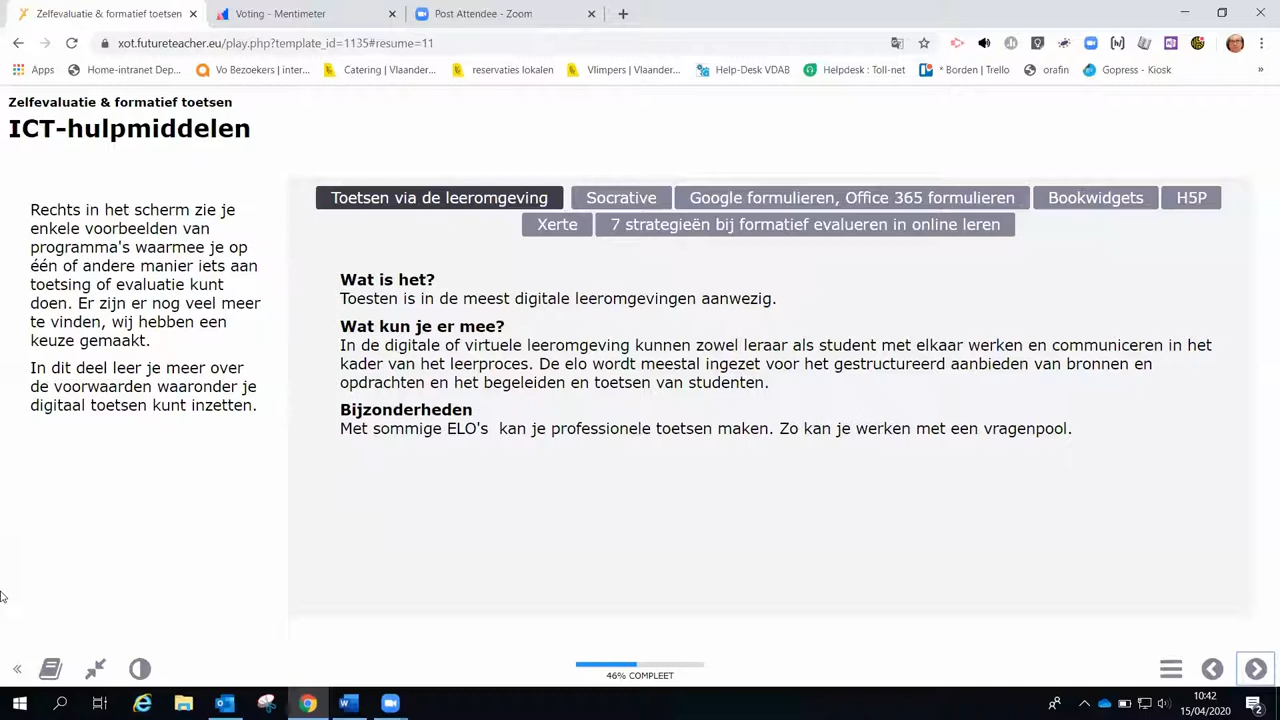 Zelfevaluatie & formatief toetsen
Voting - Mentimeter
Post Attendee - Zoom
xot.futureteacher.eu/play.php?template_id=1135#resume=11
Apps
Home-intranet Dep...
Vo Bezoekers | inter...
Catering | Vlaander...
reservaties lokalen
Vlimpers | Vlaander...
Help-Desk VDAB
Helpdesk : Toll-net
* Borden | Trello
orafin
Gopress - Kiosk
»
Zelfevaluatie & formatief toetsen
ICT-hulpmiddelen
Rechts in het scherm zie je
enkele voorbeelden van
programma's waarmee je op
één of andere manier iets aan
toetsing of evaluatie kunt
doen. Er zijn er nog veel meer
te vinden, wij hebben een
keuze gemaakt.
In dit deel leer je meer over
de voorwaarden waaronder je
digitaal toetsen kunt inzetten.
Toetsen via de leeromgeving
Socrative
Google formulieren, Office 365 formulieren
Bookwidgets
H5P
Xerte
7 strategieën bij formatief evalueren in online leren
Wat is het?
Toesten is in de meest digitale leeromgevingen aanwezig.
Wat kun je er mee?
In de digitale of virtuele leeromgeving kunnen zowel leraar als student met elkaar werken en communiceren in het
kader van het leerproces. De elo wordt meestal ingezet voor het gestructureerd aanbieden van bronnen en
opdrachten en het begeleiden en toetsen van studenten.
Bijzonderheden
Met sommige ELO's kan je professionele toetsen maken. Zo kan je werken met een vragenpool.
46% COMPLEET
10:42
15/04/2020
2